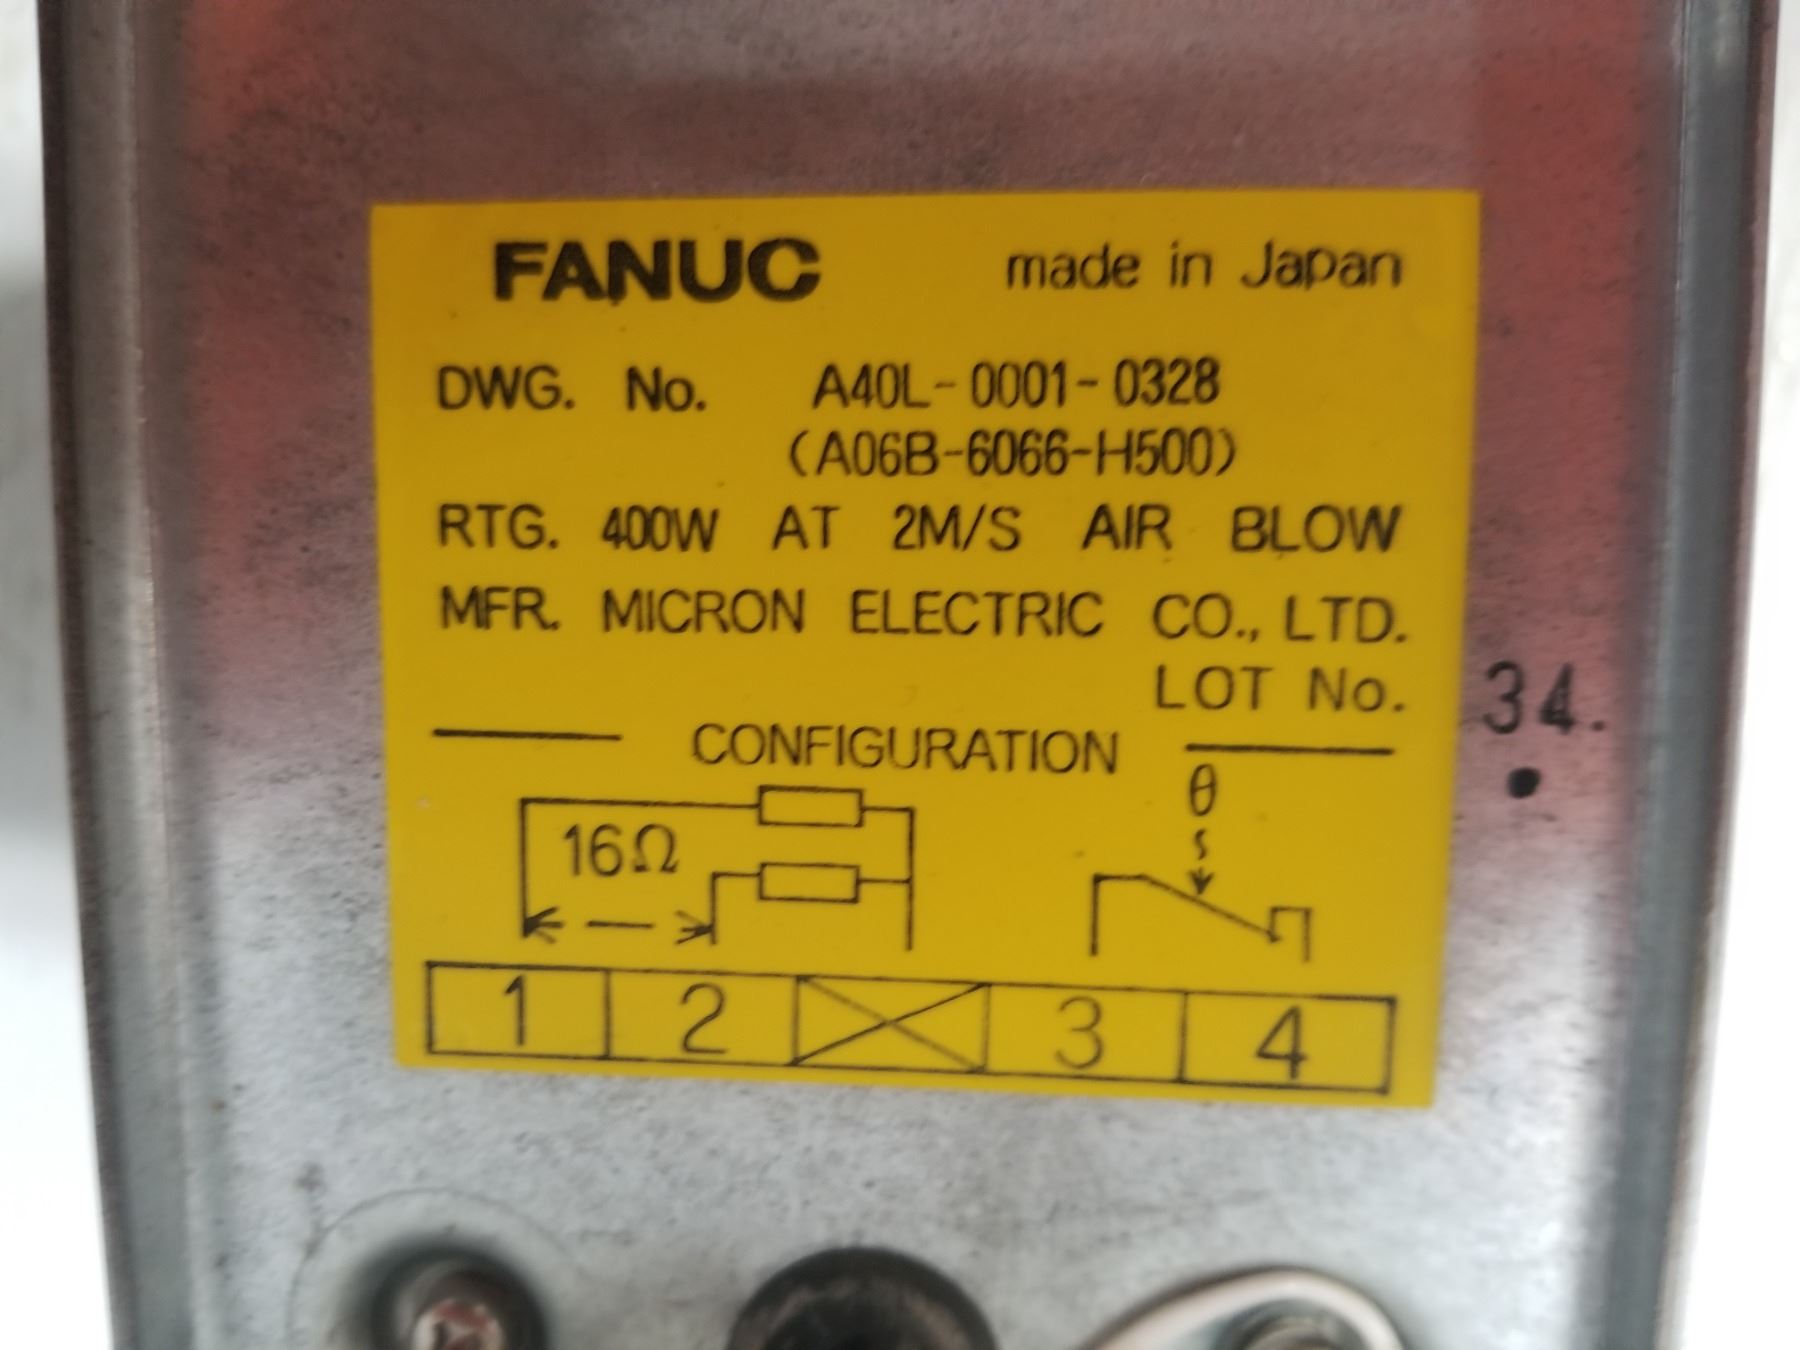 FANUC made in Japan
DWG. No. A40L-0001-0328
(A06B-6066-H500)
RTG. 400W AT 2M/S AIR BLOW
MFR. MICRON ELECTRIC CO., LTD.
LOT No. 34.
CONFIGURATION
θ
16Ω
1 2 3 4